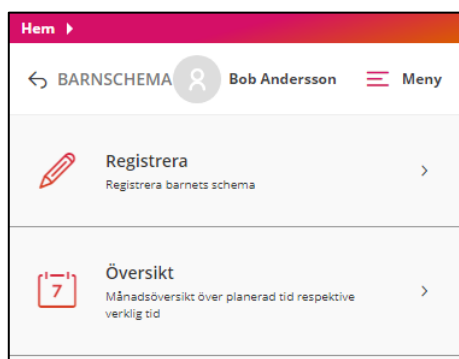 Hem
BARNSCHEMA Bob Andersson Meny
Registrera
Registrera barnets schema
7
Översikt
Månadsöversikt över planerad tid respektive
verklig tid